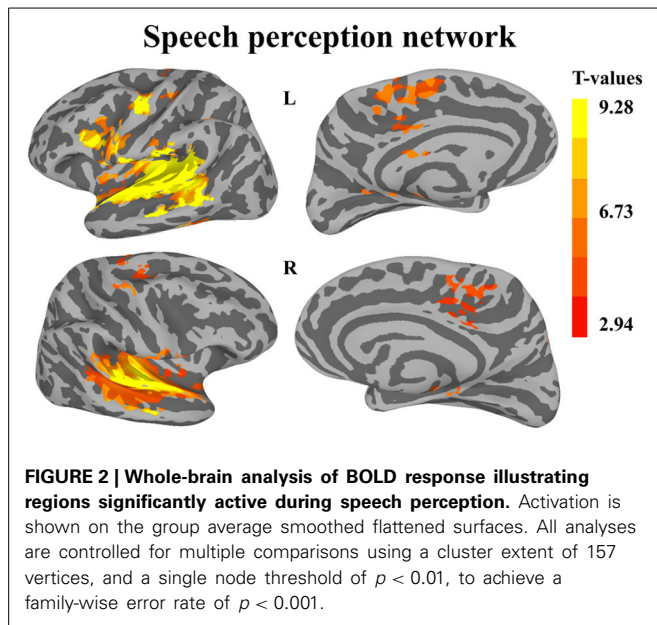 Speech perception network
L
T-values
9.28
6.73
R
2.94
FIGURE 2 | Whole-brain analysis of BOLD response illustrating
regions significantly active during speech perception. Activation is
shown on the group average smoothed flattened surfaces. All analyses
are controlled for multiple comparisons using a cluster extent of 157
vertices, and a single node threshold of p < 0.01, to achieve a
family-wise error rate of p < 0.001.